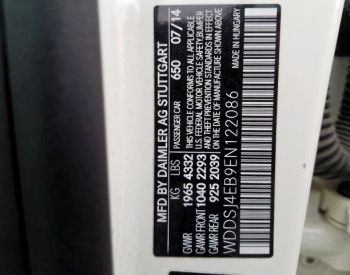 MFD BY DAIMLER AG STUTTGART
PASSENGER CAR 650 07/14
KG LBS
GVWR 1965 4332
GAWR FRONT 1040 2293
GAWR REAR 925 2039
THIS VEHICLE CONFORMS TO ALL APPLICABLE
U.S. FEDERAL MOTOR VEHICLE SAFETY, BUMPER
AND THEFT PREVENTION STANDARDS IN EFFECT
ON THE DATE OF MANUFACTURE SHOWN ABOVE
WDDSJ4EB9EN122086
MADE IN HUNGARY